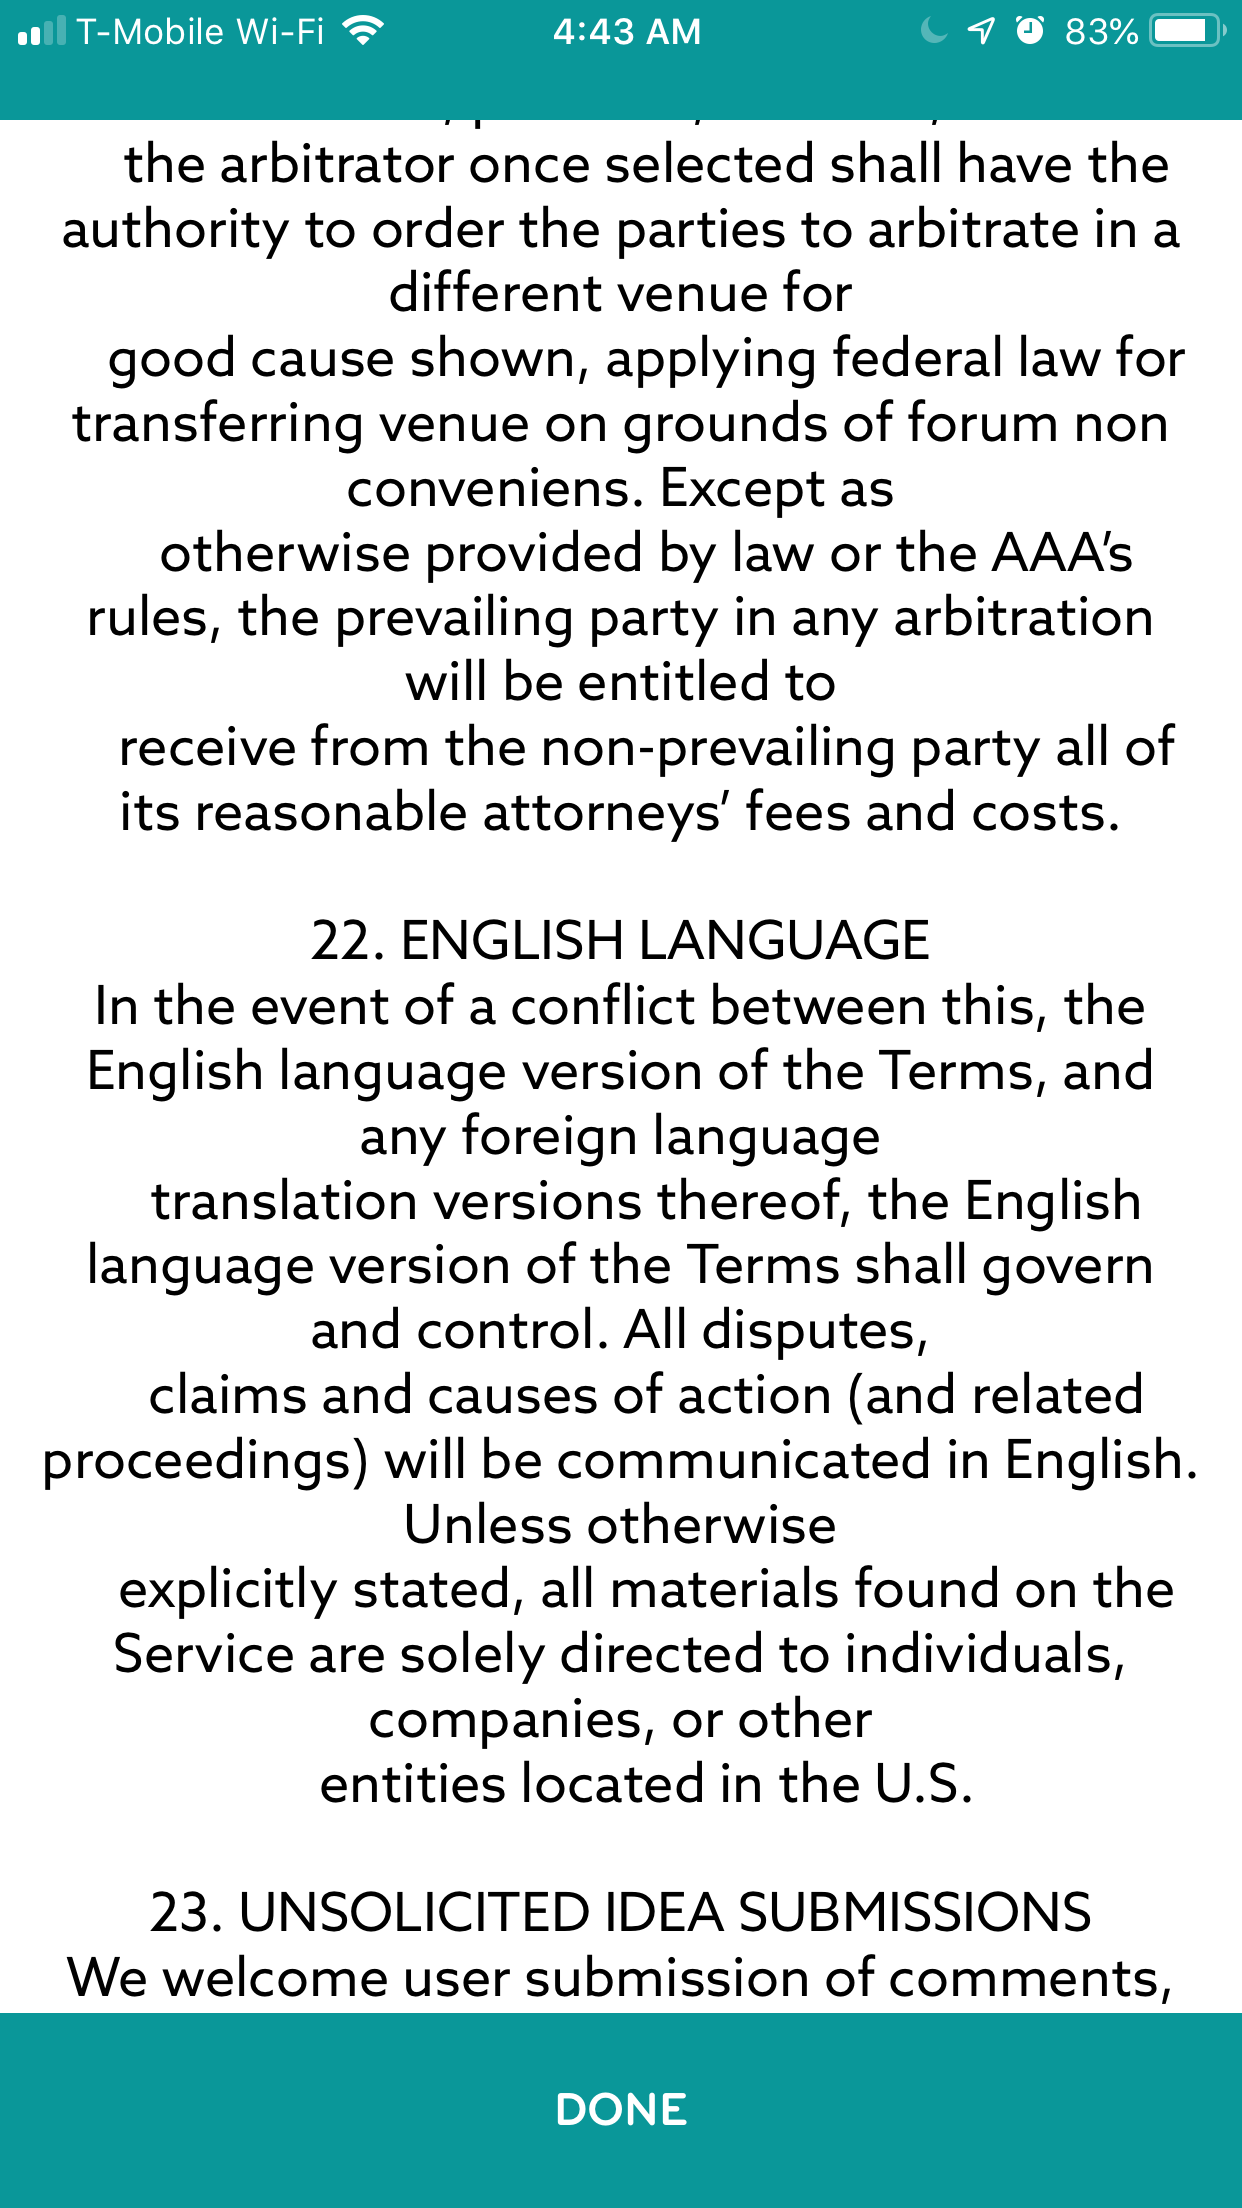 T-Mobile Wi-Fi 4:43 AM 83%
the arbitrator once selected shall have the
authority to order the parties to arbitrate in a
different venue for
good cause shown, applying federal law for
transferring venue on grounds of forum non
conveniens. Except as
otherwise provided by law or the AAA’s
rules, the prevailing party in any arbitration
will be entitled to
receive from the non-prevailing party all of
its reasonable attorneys’ fees and costs.
22. ENGLISH LANGUAGE
In the event of a conflict between this, the
English language version of the Terms, and
any foreign language
translation versions thereof, the English
language version of the Terms shall govern
and control. All disputes,
claims and causes of action (and related
proceedings) will be communicated in English.
Unless otherwise
explicitly stated, all materials found on the
Service are solely directed to individuals,
companies, or other
entities located in the U.S.
23. UNSOLICITED IDEA SUBMISSIONS
We welcome user submission of comments,
DONE